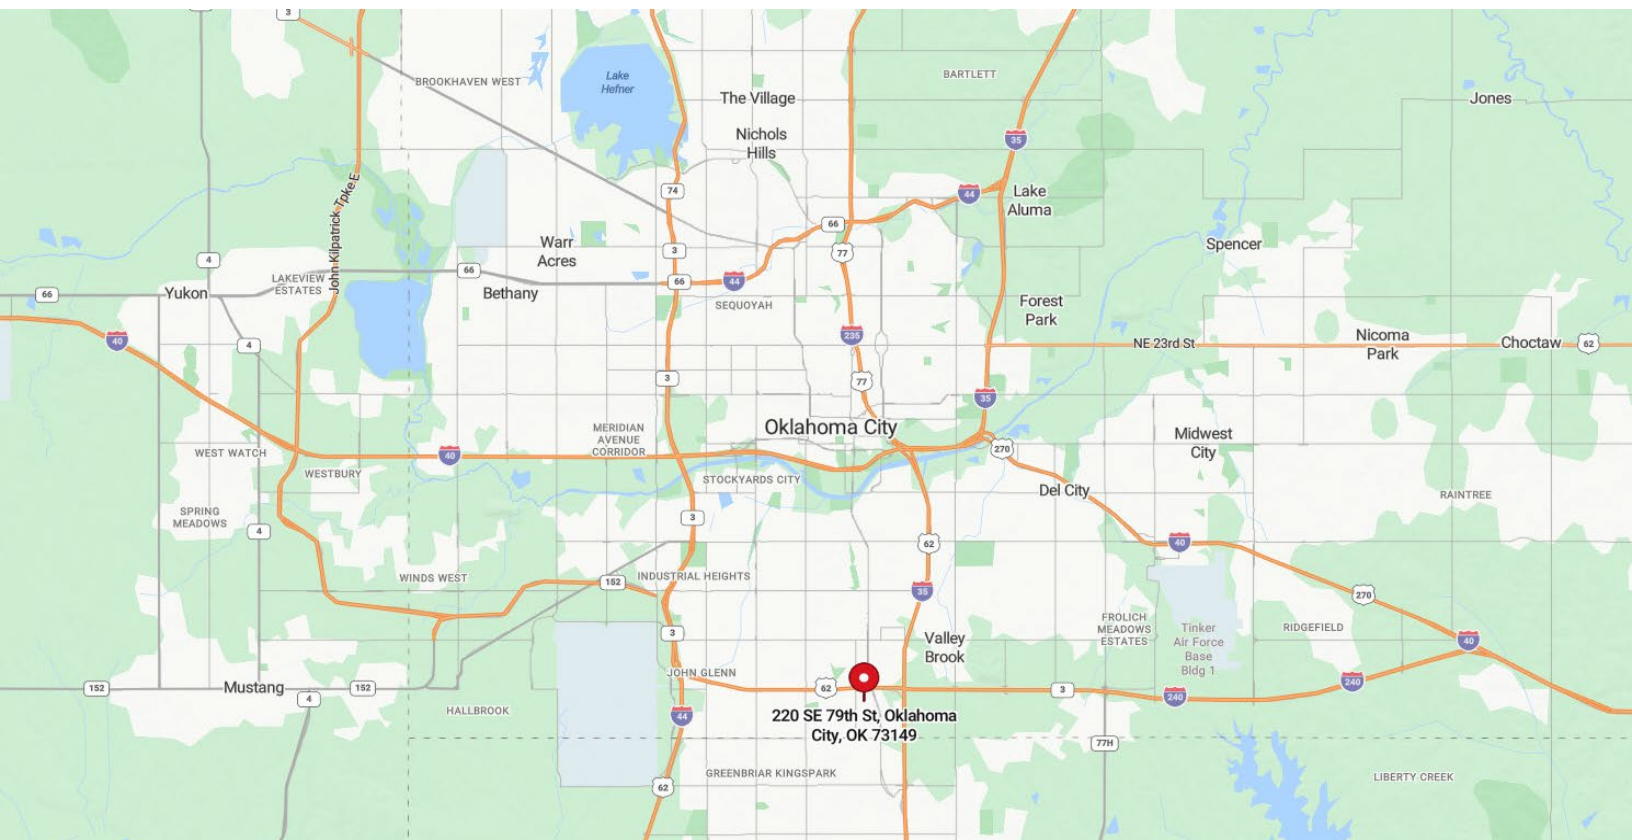 3
BROOKHAVEN WEST
Lake
Hefner
The Village
BARTLETT
Jones
Nichols
Hills
35
John Kilpatrick Tpke E
74
44
Lake
Aluma
66
Warr
Acres
3
77
Spencer
4
LAKEVIEW
ESTATES
66
66
44
Yukon
66
Bethany
SEQUOYAH
Forest
Park
40
4
235
NE 23rd St
Nicoma
Park
Choctaw
62
3
77
35
MERIDIAN
AVENUE
CORRIDOR
Oklahoma City
Midwest
City
WEST WATCH
40
270
WESTBURY
STOCKYARDS CITY
Del City
RAINTREE
SPRING
MEADOWS
3
4
62
40
WINDS WEST
152
INDUSTRIAL HEIGHTS
35
270
3
Valley
Brook
FROLICH
MEADOWS
ESTATES
Tinker
Air Force
Base
Bldg 1
RIDGEFIELD
40
JOHN GLENN
152
Mustang
152
4
62
3
240
240
HALLBROOK
44
220 SE 79th St, Oklahoma
City, OK 73149
77H
GREENBRIAR KINGSPARK
62
LIBERTY CREEK